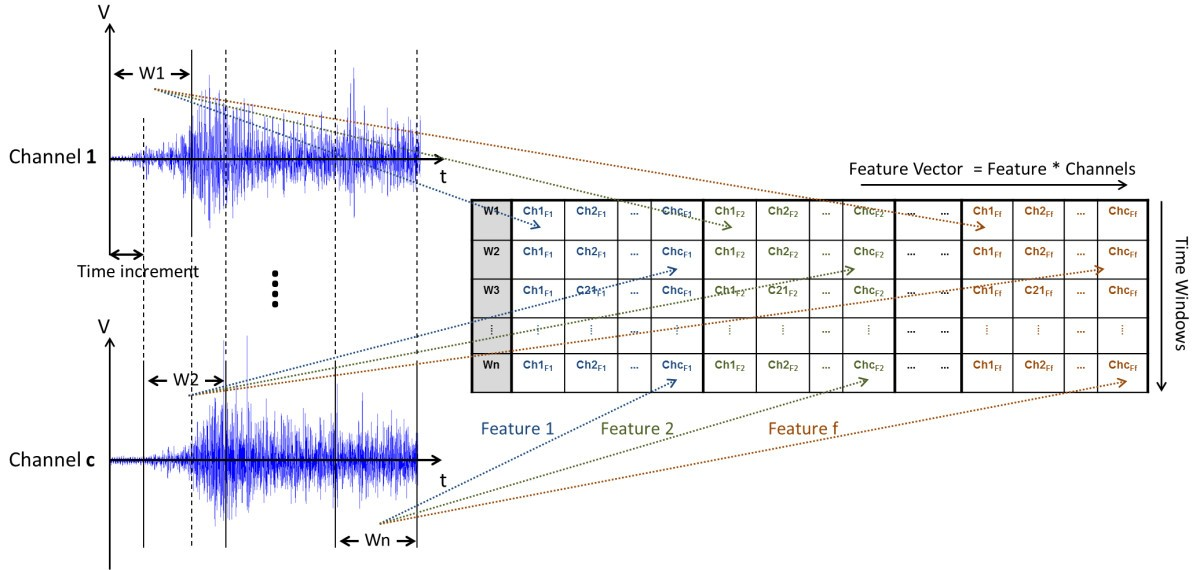 V
W1
Channel 1
t
Time increment
V
W2
Channel c
t
Wn
Feature Vector = Feature * Channels
W1 Ch1F1 Ch2F1 ... ChcF1 Ch1F2 Ch2F2 ... ChcF2 ... ... Ch1Ff Ch2Ff ... ChcFf
W2 Ch1F1 Ch2F1 ... ChcF1 Ch1F2 Ch2F2 ... ChcF2 ... ... Ch1Ff Ch2Ff ... ChcFf
W3 Ch1F1 C21F1 ... ChcF1 Ch1F2 C21F2 ... ChcF2 ... ... Ch1Ff C21Ff ... ChcFf
⋮ ⋮ ⋮ ... ⋮ ⋮ ⋮ ... ⋮ ... ... ⋮ ⋮ ... ⋮
Wn Ch1F1 Ch2F1 ... ChcF1 Ch1F2 Ch2F2 ... ChcF2 ... ... Ch1Ff Ch2Ff ... ChcFf
Time Windows
Feature 1
Feature 2
Feature f